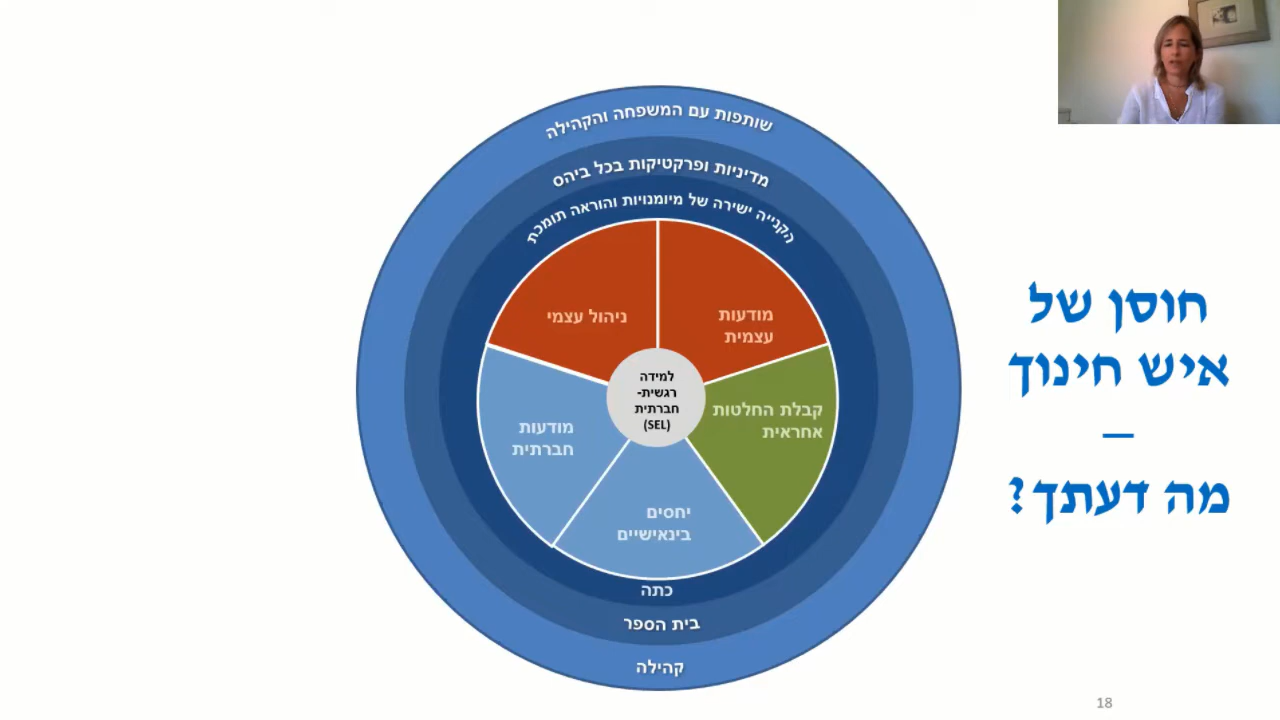 שותפות עם המשפחה והקהילה
מדיניות ופרקטיקות בכל ביהס
הקנייה ישירה של מיומנויות והוראה תומכת
מודעות
עצמית
ניהול עצמי
למידה
רגשית-
חברתית
(SEL)
קבלת החלטות
אחראית
מודעות
חברתית
יחסים
בינאישיים
כתה
בית הספר
קהילה
חוסן של
איש חינוך
–
מה דעתך?
18